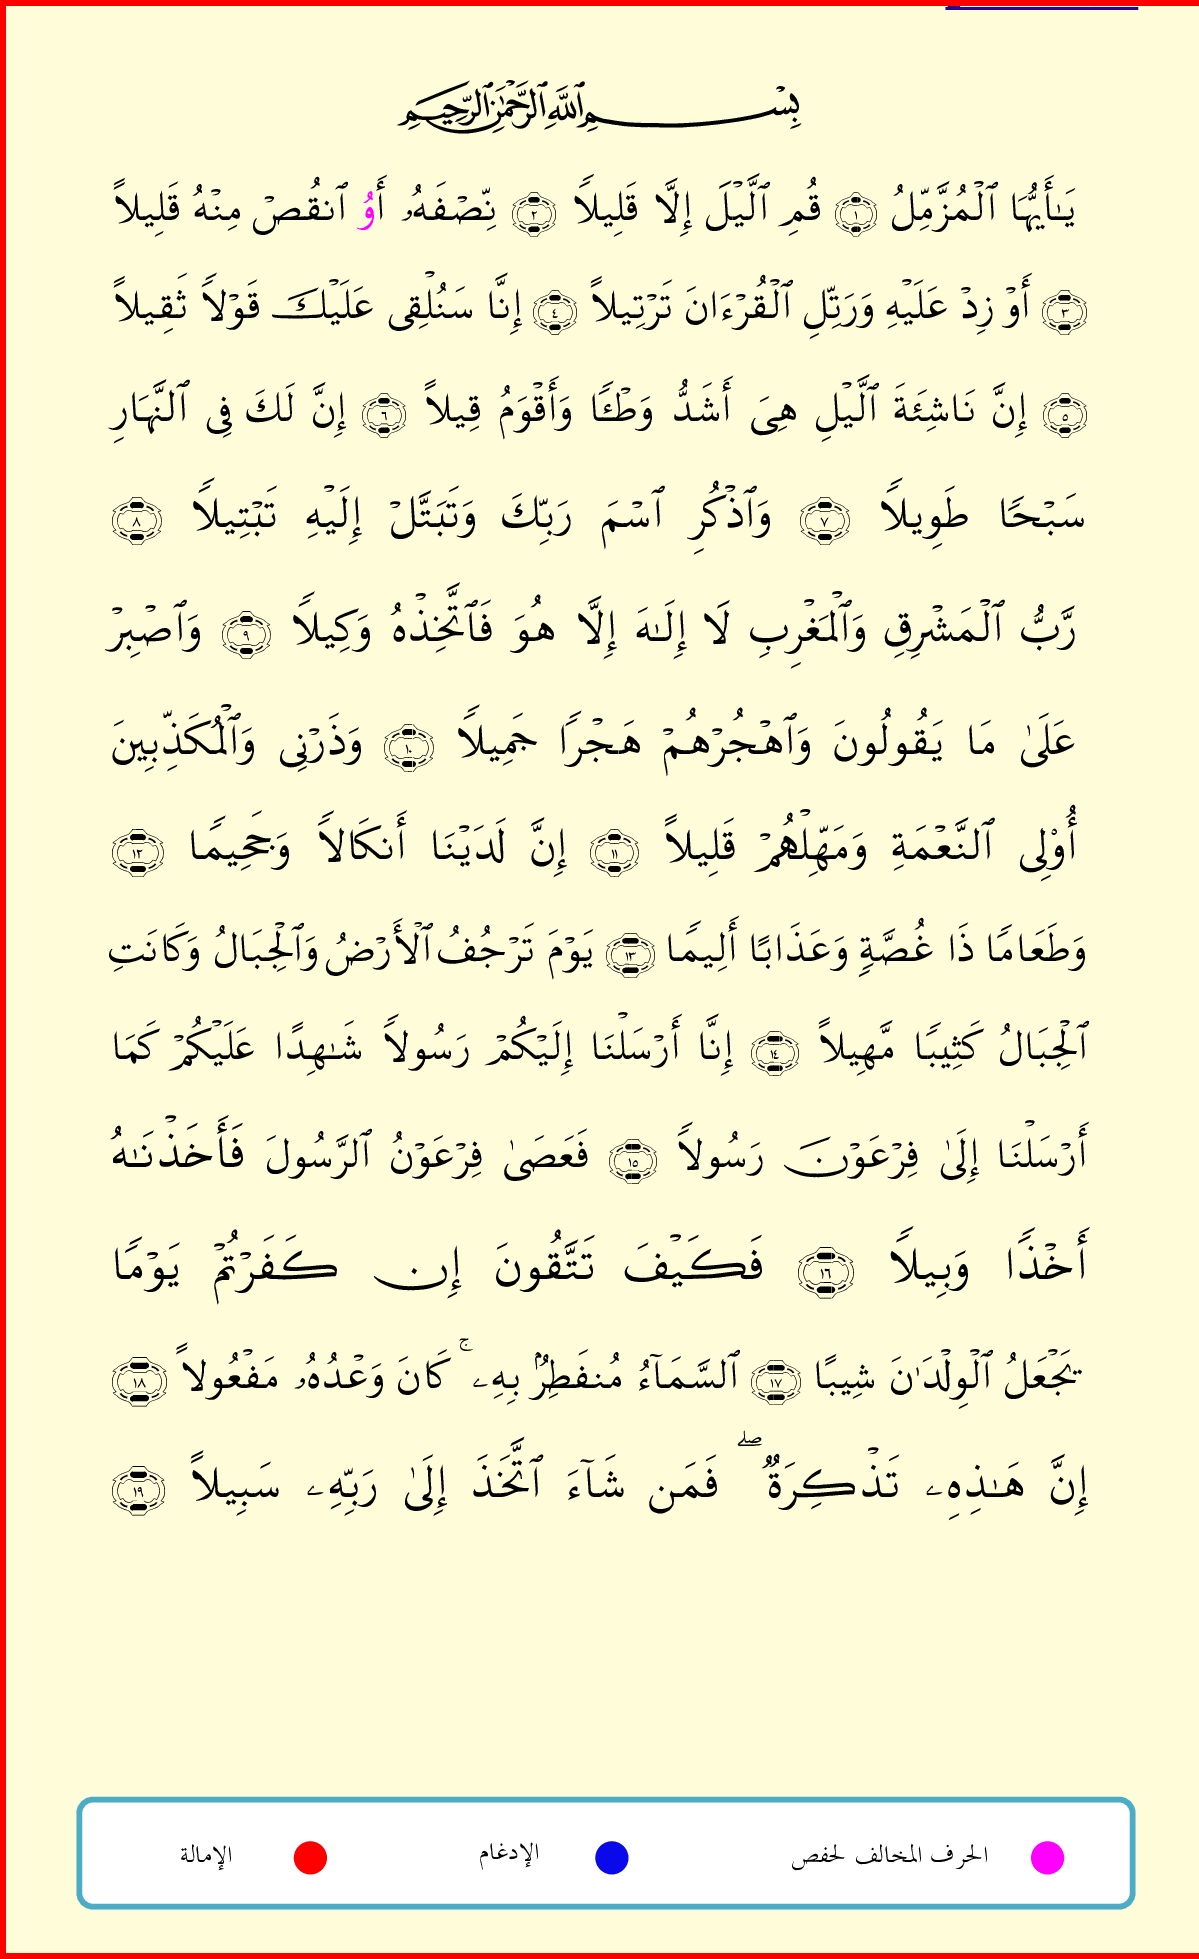 بِسْمِ ٱللَّهِ ٱلرَّحْمَٰنِ ٱلرَّحِيمِ
يَـٰٓأَيُّهَا ٱلْمُزَّمِّلُ ﴿١﴾ قُمِ ٱلَّيْلَ إِلَّا قَلِيلاً ﴿٢﴾ نِّصْفَهُۥ أَوُ ٱنقُصْ مِنْهُ قَلِيلاً
﴿٣﴾ أَوْ زِدْ عَلَيْهِ وَرَتِّلِ ٱلْقُرْءَانَ تَرْتِيلاً ﴿٤﴾ إِنَّا سَنُلْقِى عَلَيْكَ قَوْلاً ثَقِيلاً
﴿٥﴾ إِنَّ نَاشِئَةَ ٱلَّيْلِ هِىَ أَشَدُّ وَطْـًٔا وَأَقْوَمُ قِيلاً ﴿٦﴾ إِنَّ لَكَ فِى ٱلنَّهَارِ
سَبْحًا طَوِيلاً ﴿٧﴾ وَٱذْكُرِ ٱسْمَ رَبِّكَ وَتَبَتَّلْ إِلَيْهِ تَبْتِيلاً ﴿٨﴾
رَّبُّ ٱلْمَشْرِقِ وَٱلْمَغْرِبِ لَا إِلَـٰهَ إِلَّا هُوَ فَٱتَّخِذْهُ وَكِيلاً ﴿٩﴾ وَٱصْبِرْ
عَلَىٰ مَا يَقُولُونَ وَٱهْجُرْهُمْ هَجْرًا جَمِيلاً ﴿١٠﴾ وَذَرْنِى وَٱلْمُكَذِّبِينَ
أُوْلِى ٱلنَّعْمَةِ وَمَهِّلْهُمْ قَلِيلاً ﴿١١﴾ إِنَّ لَدَيْنَا أَنكَالاً وَجَحِيمًا ﴿١٢﴾
وَطَعَامًا ذَا غُصَّةٍ وَعَذَابًا أَلِيمًا ﴿١٣﴾ يَوْمَ تَرْجُفُ ٱلْأَرْضُ وَٱلْجِبَالُ وَكَانَتِ
ٱلْجِبَالُ كَثِيبًا مَّهِيلاً ﴿١٤﴾ إِنَّا أَرْسَلْنَا إِلَيْكُمْ رَسُولاً شَـٰهِدًا عَلَيْكُمْ كَمَا
أَرْسَلْنَا إِلَىٰ فِرْعَوْنَ رَسُولاً ﴿١٥﴾ فَعَصَىٰ فِرْعَوْنُ ٱلرَّسُولَ فَأَخَذْنَـٰهُ
أَخْذًا وَبِيلاً ﴿١٦﴾ فَكَيْفَ تَتَّقُونَ إِن كَفَرْتُمْ يَوْمًا
يَجْعَلُ ٱلْوِلْدَٰنَ شِيبًا ﴿١٧﴾ ٱلسَّمَآءُ مُنفَطِرٌۢ بِهِۦ ۚ كَانَ وَعْدُهُۥ مَفْعُولاً ﴿١٨﴾
إِنَّ هَـٰذِهِۦ تَذْكِرَةٌ ۖ فَمَن شَآءَ ٱتَّخَذَ إِلَىٰ رَبِّهِۦ سَبِيلاً ﴿١٩﴾
الحرف المخالف لحفص الإدغام الإمالة